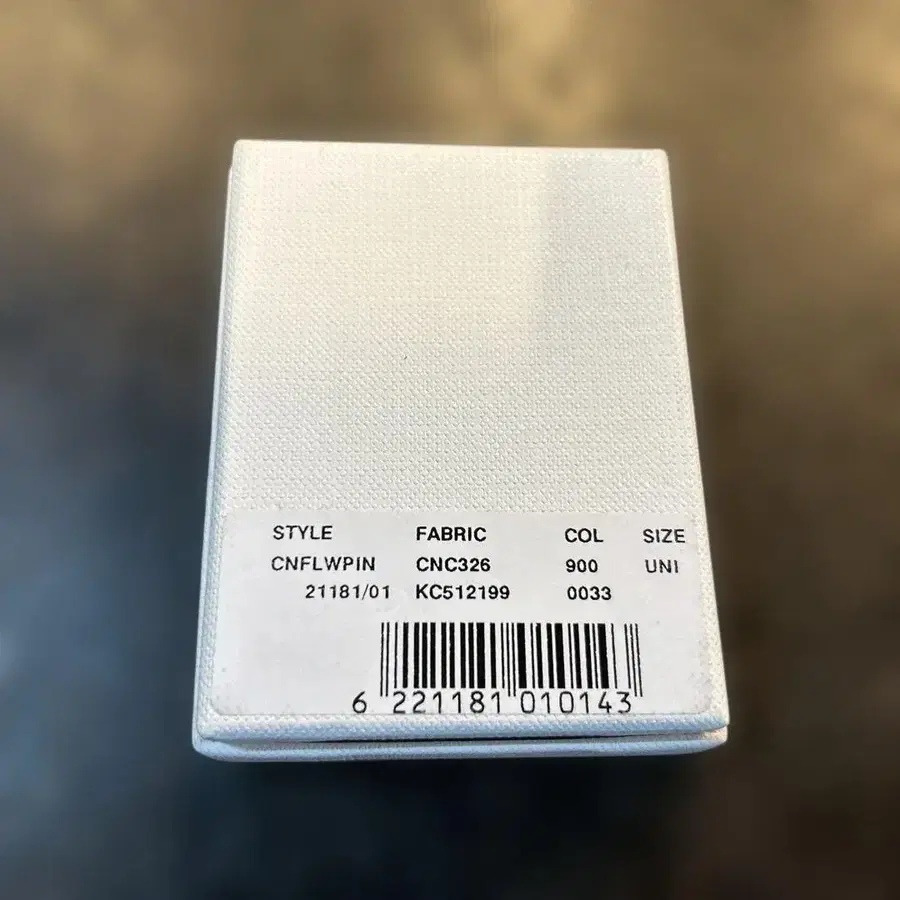 STYLE FABRIC COL SIZE
CNFLWPIN CNC326 900 UNI
21181/01 KC512199 0033
6 221181 010143